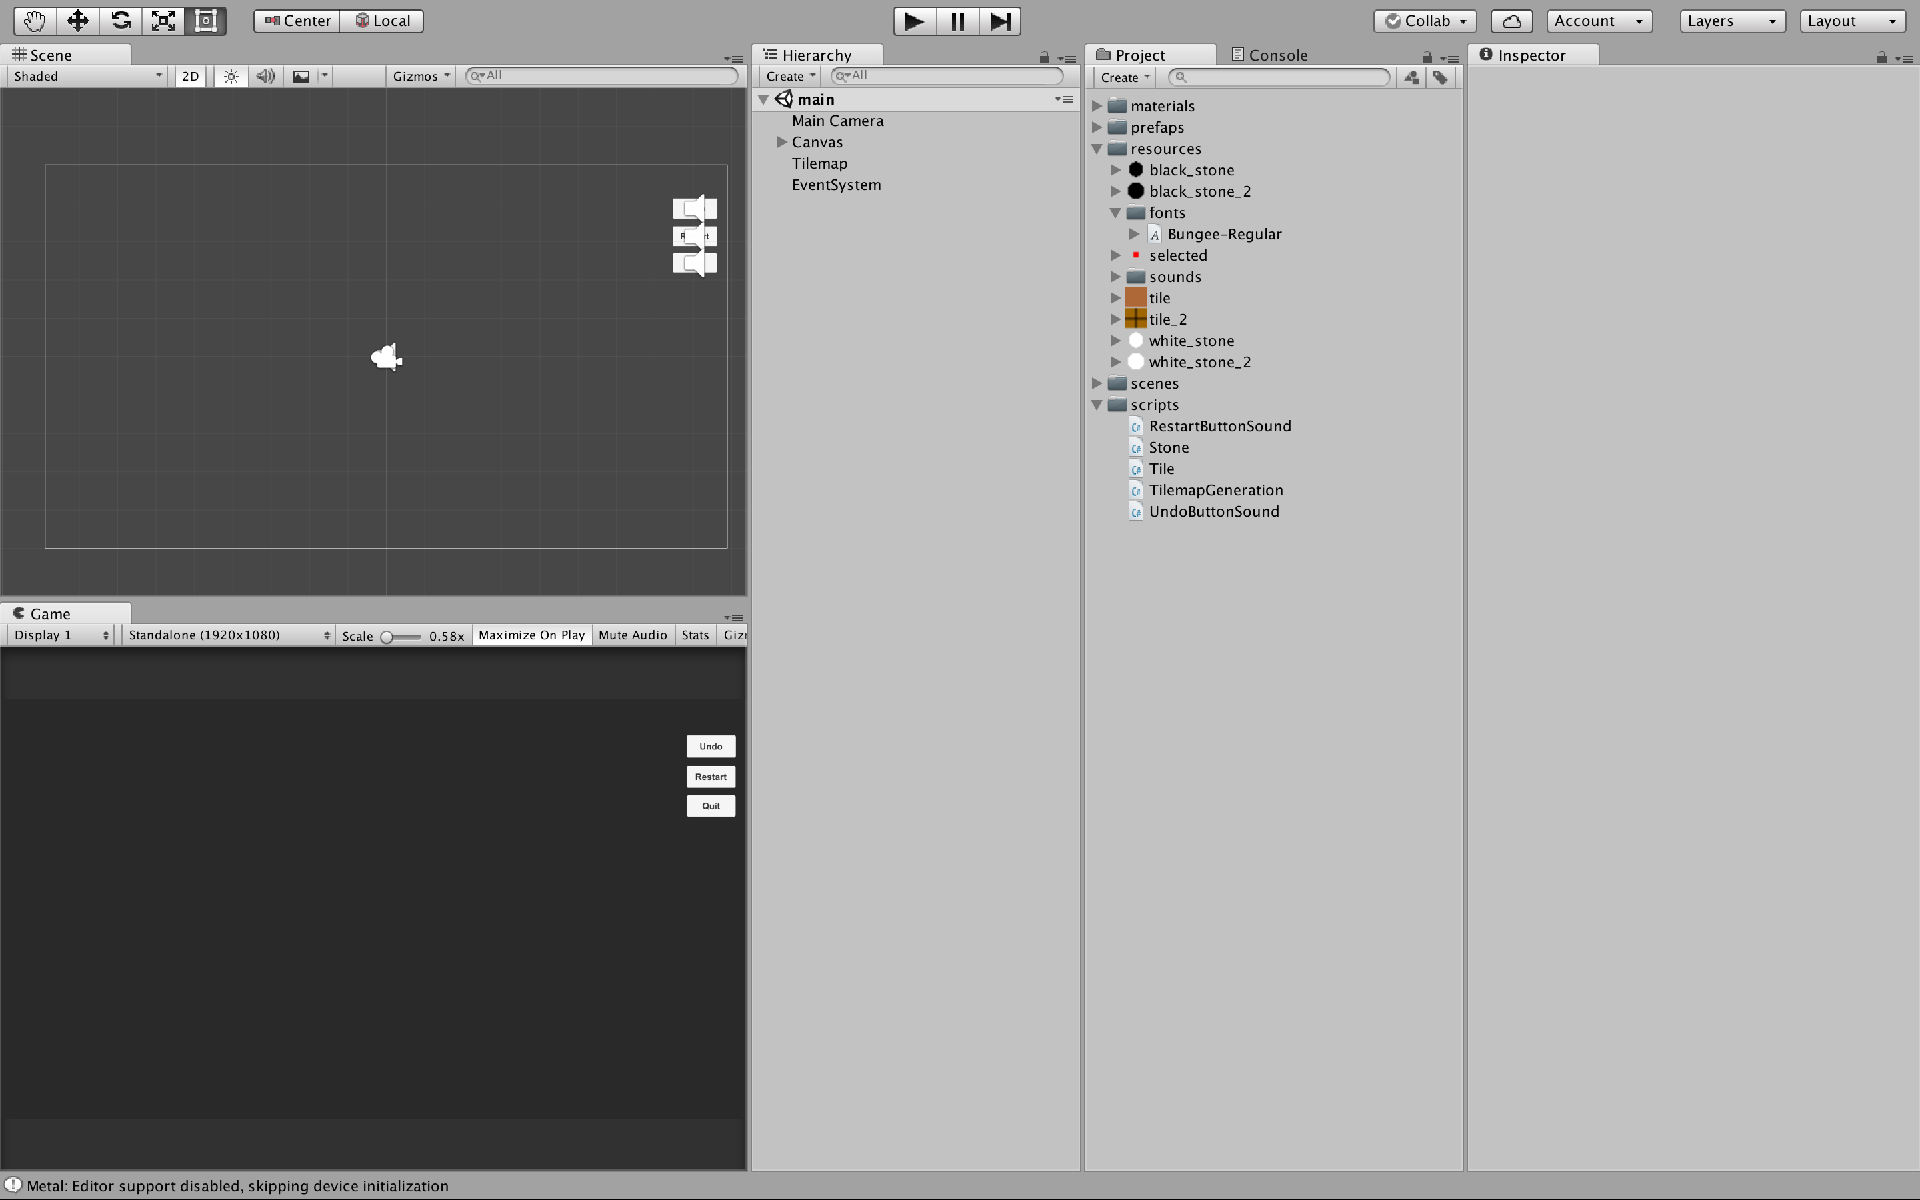 Center Local Collab Account Layers Layout
Scene
Shaded 2D Gizmos All
Hierarchy
Create All
main
Main Camera
Canvas
Tilemap
EventSystem
Project Console
Create
materials
prefaps
resources
black_stone
black_stone_2
fonts
Bungee-Regular
selected
sounds
tile
tile_2
white_stone
white_stone_2
scenes
scripts
RestartButtonSound
Stone
Tile
TilemapGeneration
UndoButtonSound
Inspector
Game
Display 1 Standalone (1920x1080) Scale 0.58x Maximize On Play Mute Audio Stats
Undo
Restart
Quit
Metal: Editor support disabled, skipping device initialization